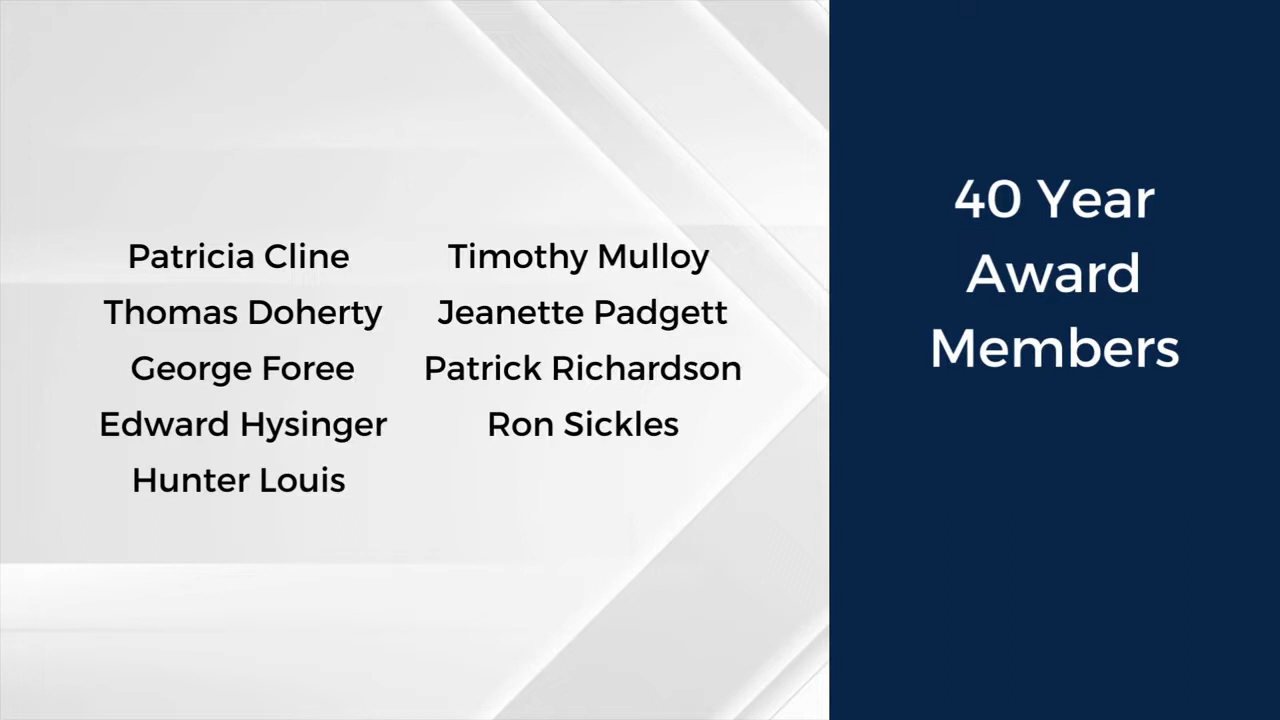 Patricia Cline
Thomas Doherty
George Foree
Edward Hysinger
Hunter Louis
Timothy Mulloy
Jeanette Padgett
Patrick Richardson
Ron Sickles
40 Year
Award
Members